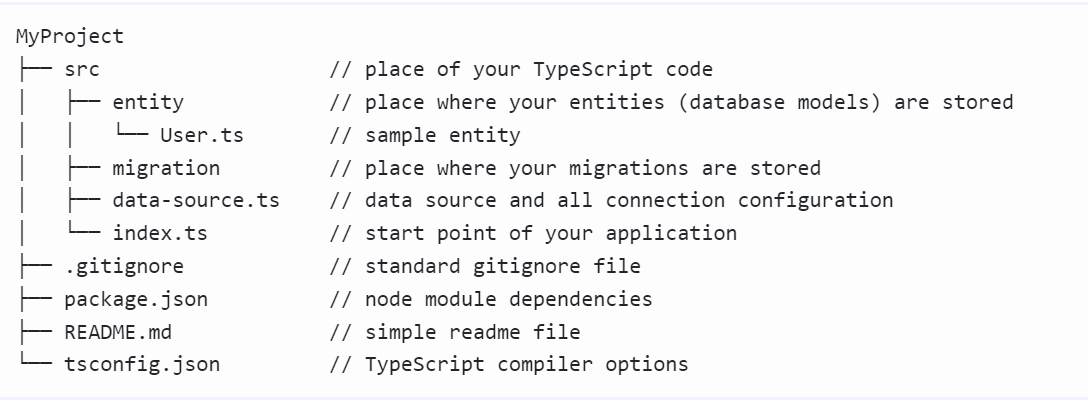 MyProject
├── src                   // place of your TypeScript code
│   ├── entity            // place where your entities (database models) are stored
│   │   └── User.ts       // sample entity
│   ├── migration         // place where your migrations are stored
│   ├── data-source.ts    // data source and all connection configuration
│   └── index.ts          // start point of your application
├── .gitignore            // standard gitignore file
├── package.json          // node module dependencies
├── README.md             // simple readme file
└── tsconfig.json         // TypeScript compiler options